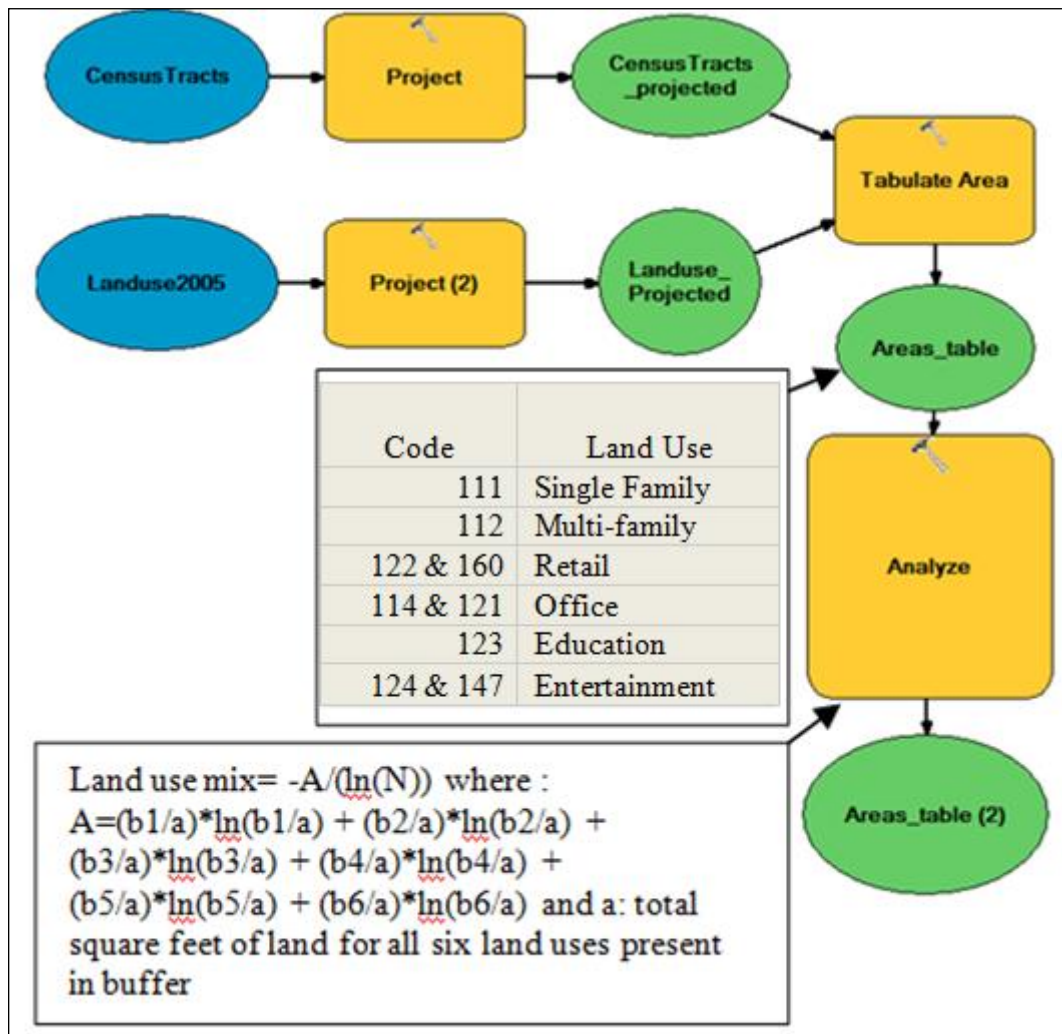 CensusTracts
Project
CensusTracts
_projected
Tabulate Area
Landuse2005
Project (2)
Landuse_
Projected
Areas_table
Code Land Use
111 Single Family
112 Multi-family
122 & 160 Retail
114 & 121 Office
123 Education
124 & 147 Entertainment
Analyze
Land use mix= -A/(ln(N)) where :
A=(b1/a)*ln(b1/a) + (b2/a)*ln(b2/a) +
(b3/a)*ln(b3/a) + (b4/a)*ln(b4/a) +
(b5/a)*ln(b5/a) + (b6/a)*ln(b6/a) and a: total
square feet of land for all six land uses present
in buffer
Areas_table (2)